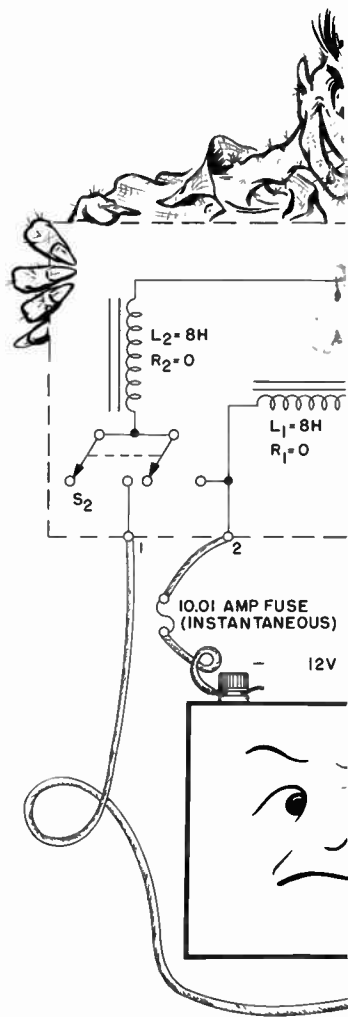 L2=8H
R2=0
L1=8H
R1=0
S2
1
2
10.01 AMP FUSE
(INSTANTANEOUS)
− 12V